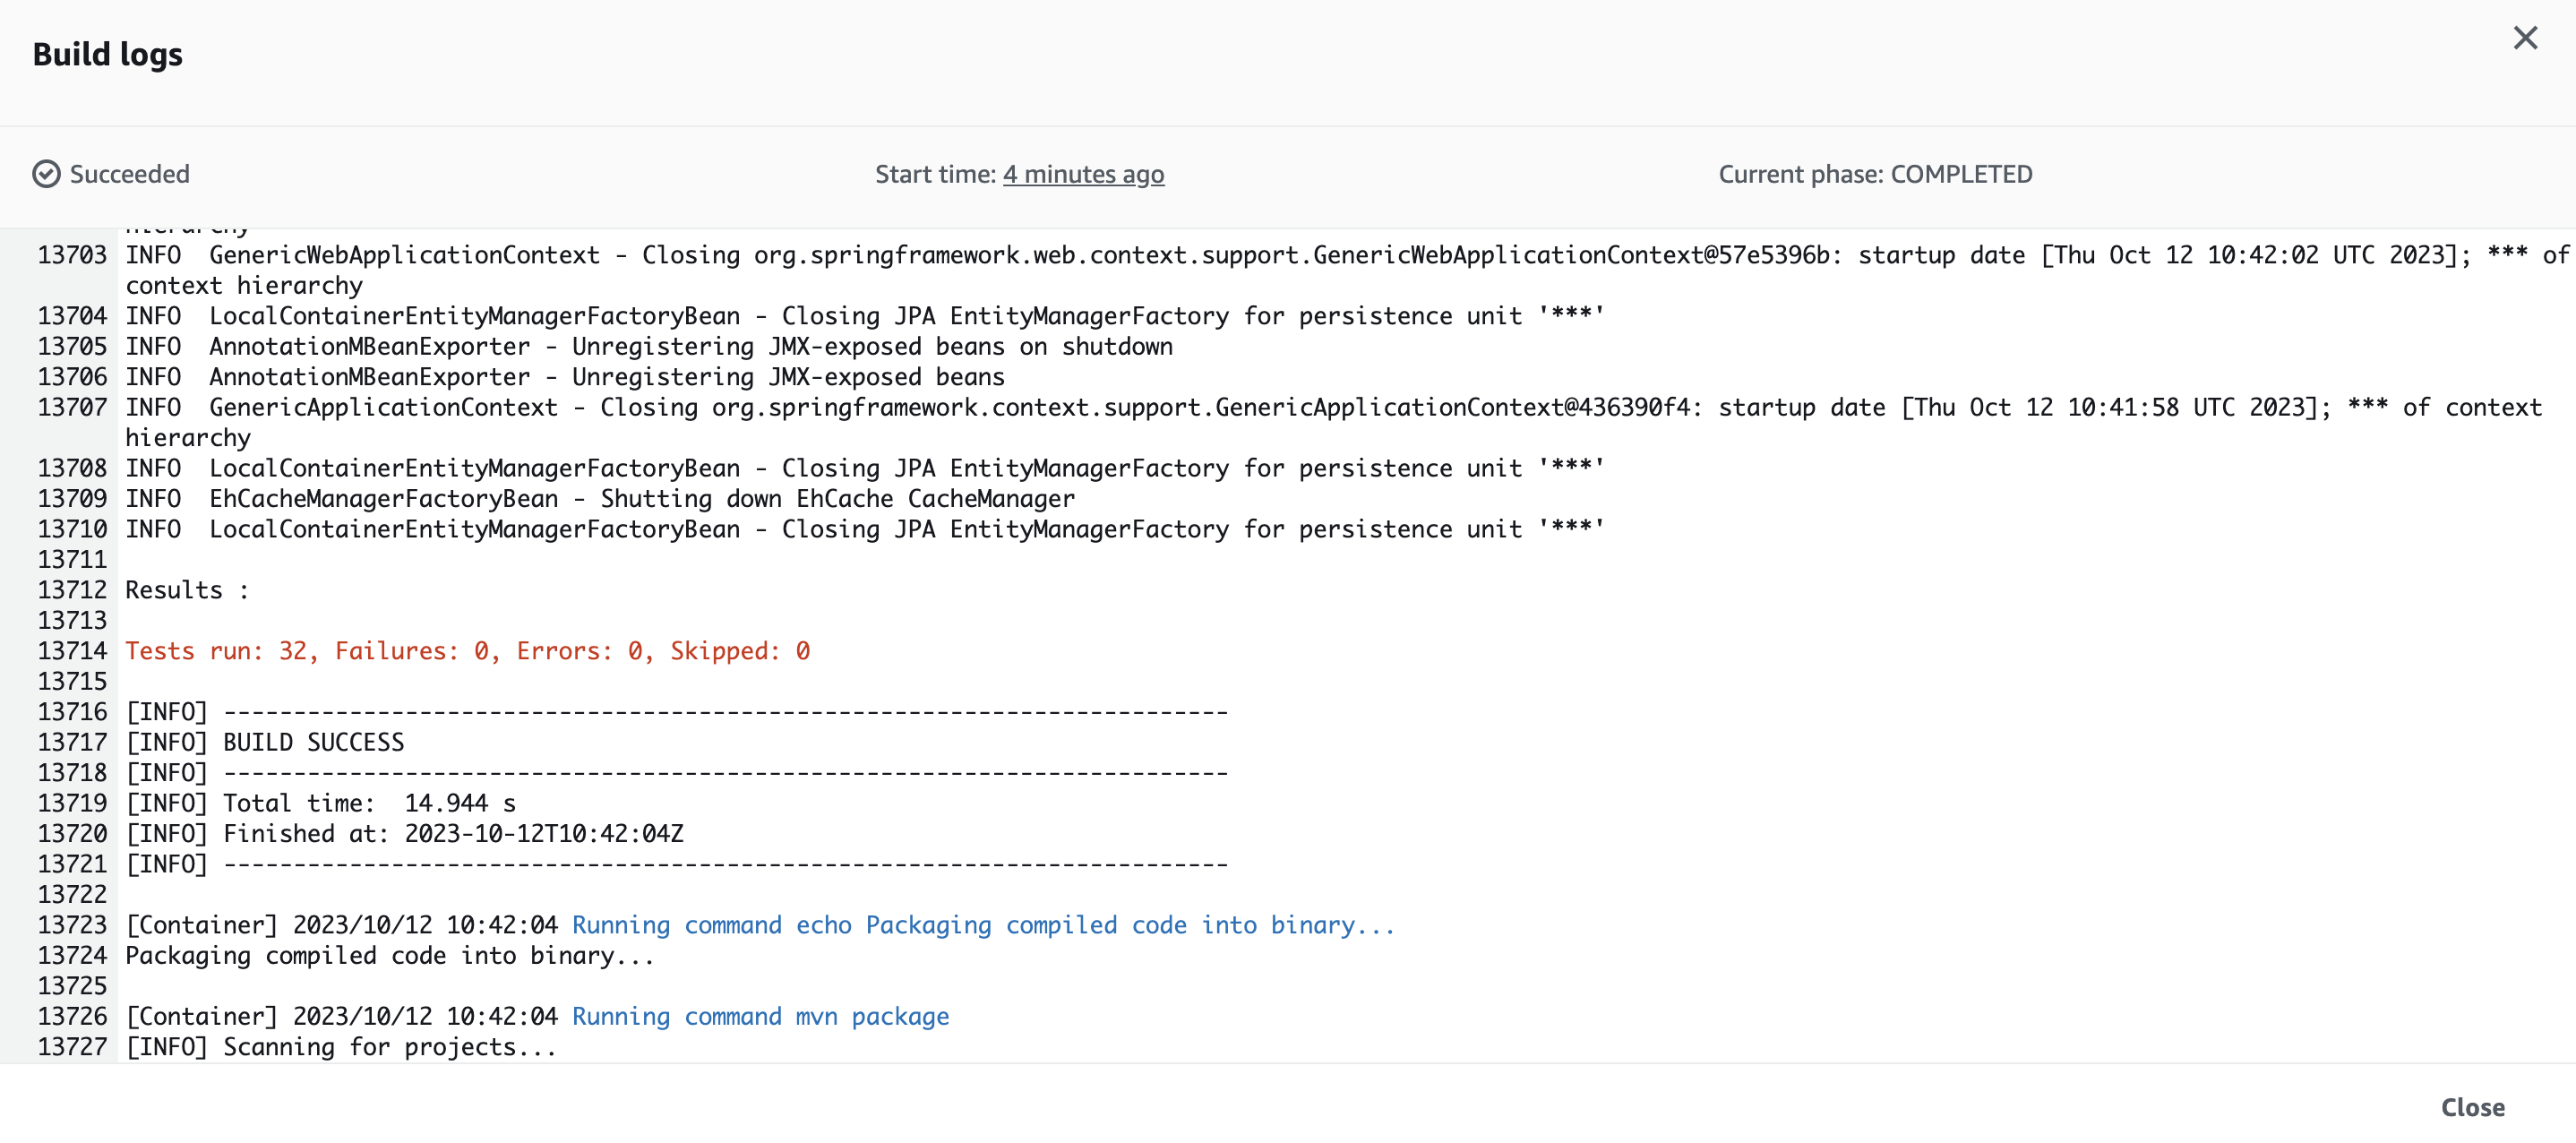 Build logs
Succeeded
Start time: 4 minutes ago
Current phase: COMPLETED
hierarchy
13703 INFO  GenericWebApplicationContext - Closing org.springframework.web.context.support.GenericWebApplicationContext@57e5396b: startup date [Thu Oct 12 10:42:02 UTC 2023]; *** of
context hierarchy
13704 INFO  LocalContainerEntityManagerFactoryBean - Closing JPA EntityManagerFactory for persistence unit '***'
13705 INFO  AnnotationMBeanExporter - Unregistering JMX-exposed beans on shutdown
13706 INFO  AnnotationMBeanExporter - Unregistering JMX-exposed beans
13707 INFO  GenericApplicationContext - Closing org.springframework.context.support.GenericApplicationContext@436390f4: startup date [Thu Oct 12 10:41:58 UTC 2023]; *** of context
hierarchy
13708 INFO  LocalContainerEntityManagerFactoryBean - Closing JPA EntityManagerFactory for persistence unit '***'
13709 INFO  EhCacheManagerFactoryBean - Shutting down EhCache CacheManager
13710 INFO  LocalContainerEntityManagerFactoryBean - Closing JPA EntityManagerFactory for persistence unit '***'
13711
13712 Results :
13713
13714 Tests run: 32, Failures: 0, Errors: 0, Skipped: 0
13715
13716 [INFO] ------------------------------------------------------------------------
13717 [INFO] BUILD SUCCESS
13718 [INFO] ------------------------------------------------------------------------
13719 [INFO] Total time:  14.944 s
13720 [INFO] Finished at: 2023-10-12T10:42:04Z
13721 [INFO] ------------------------------------------------------------------------
13722
13723 [Container] 2023/10/12 10:42:04 Running command echo Packaging compiled code into binary...
13724 Packaging compiled code into binary...
13725
13726 [Container] 2023/10/12 10:42:04 Running command mvn package
13727 [INFO] Scanning for projects...
Close